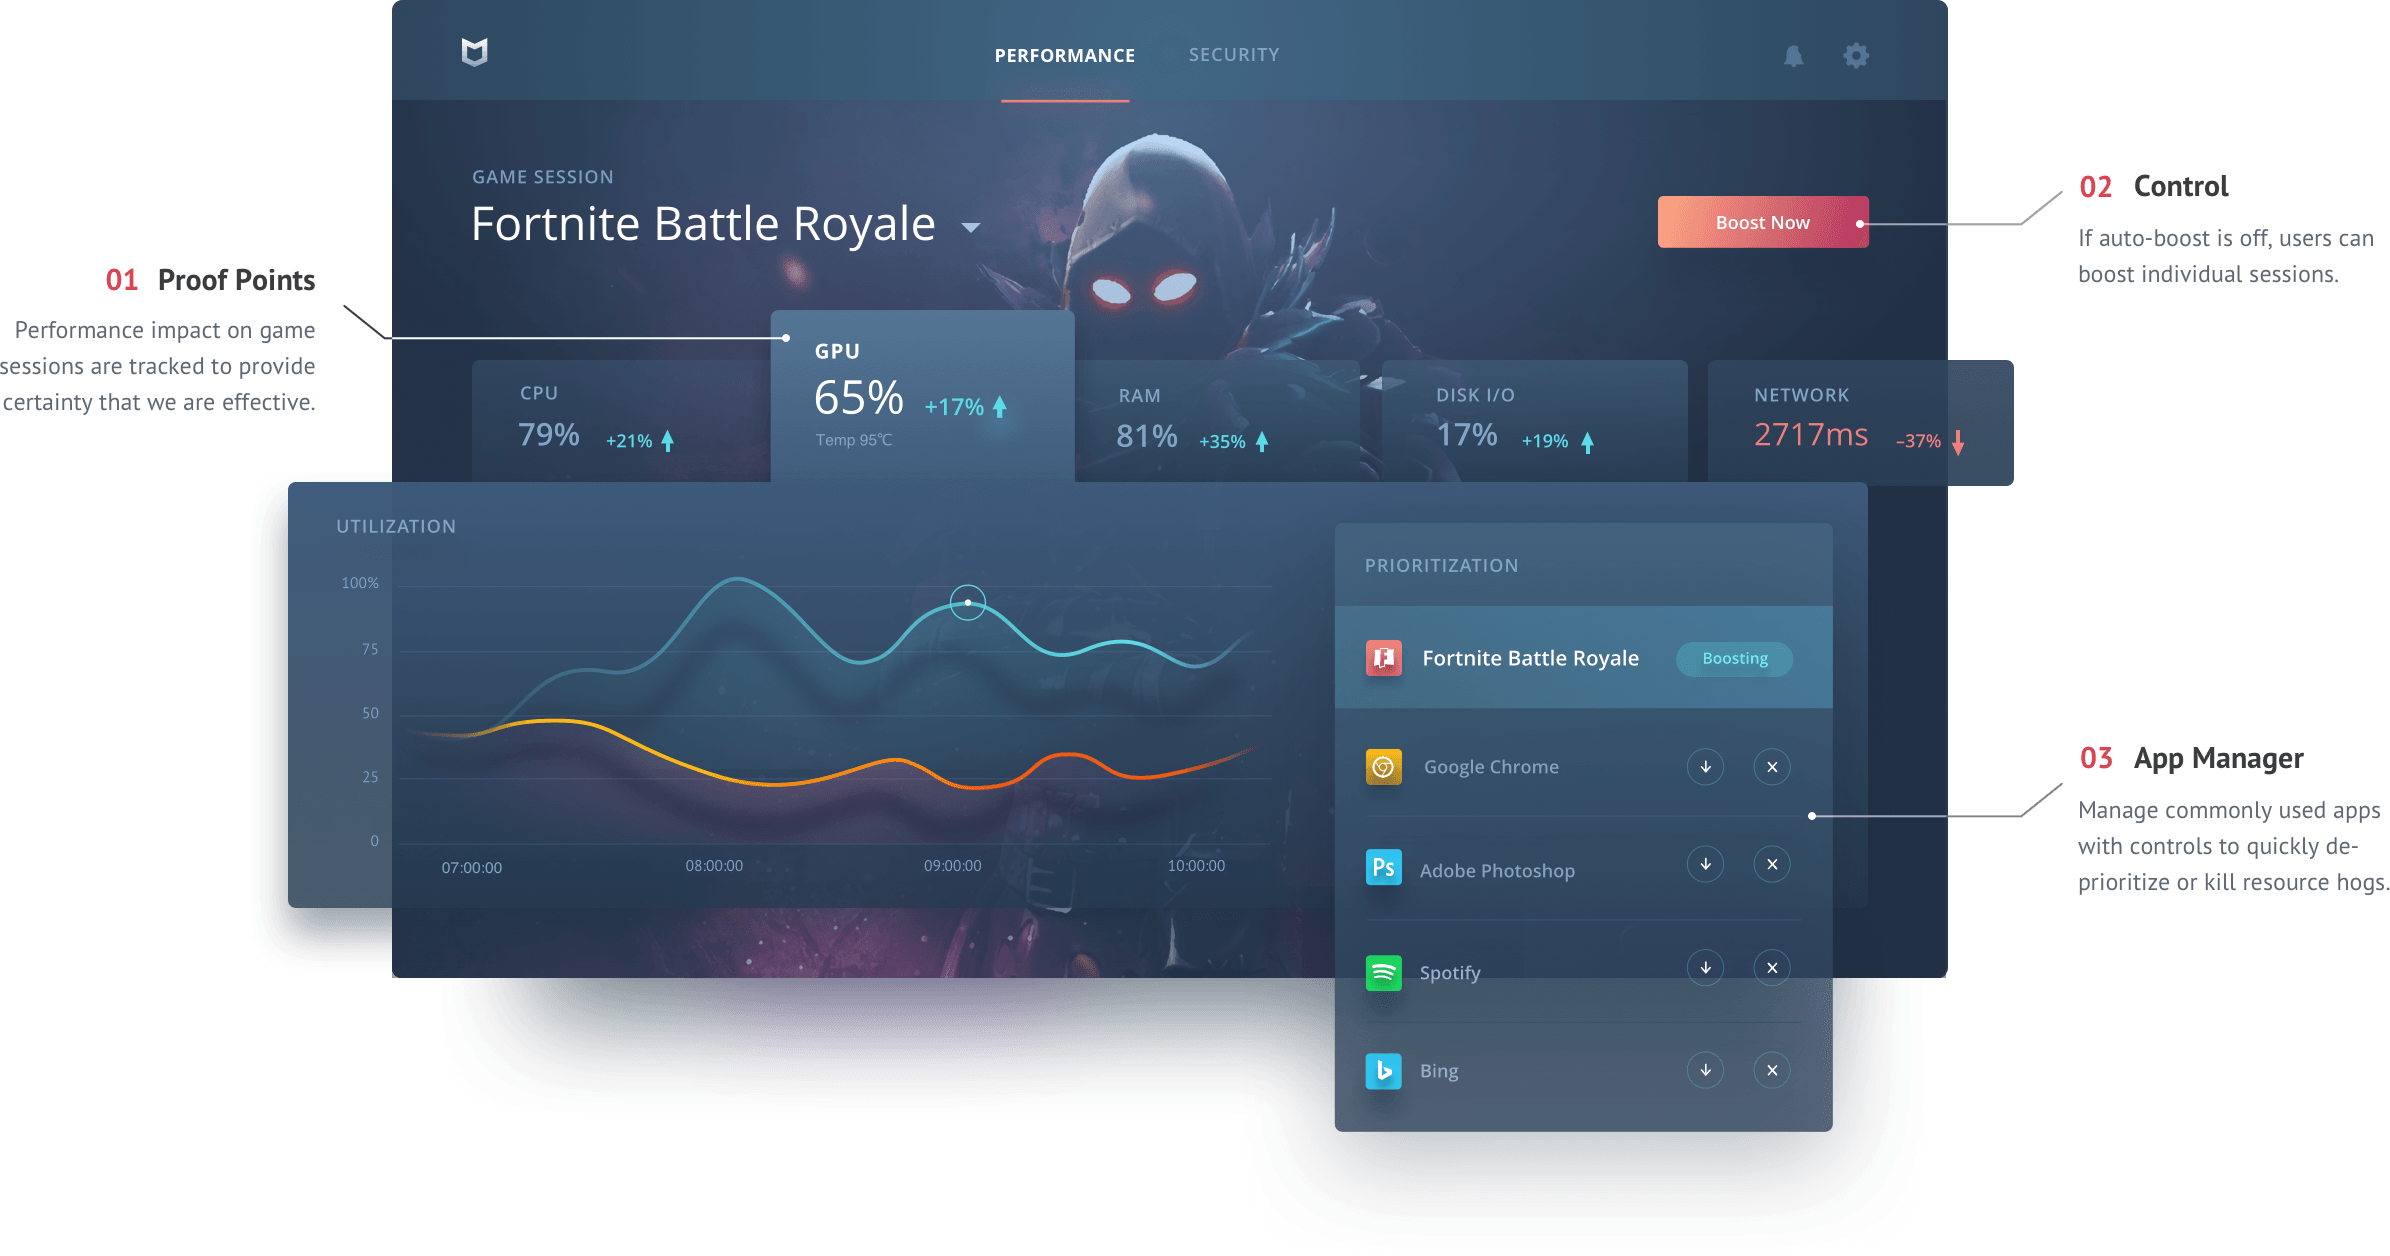 PERFORMANCE
SECURITY
GAME SESSION
Fortnite Battle Royale
Boost Now
01 Proof Points
Performance impact on game
sessions are tracked to provide
certainty that we are effective.
02 Control
If auto-boost is off, users can
boost individual sessions.
CPU
79% +21%
GPU
65% +17%
Temp 95℃
RAM
81% +35%
DISK I/O
17% +19%
NETWORK
2717ms -37%
UTILIZATION
100%
75
50
25
0
07:00:00
08:00:00
09:00:00
10:00:00
PRIORITIZATION
Fortnite Battle Royale
Boosting
Google Chrome
Ps
Adobe Photoshop
Spotify
Bing
03 App Manager
Manage commonly used apps
with controls to quickly de-
prioritize or kill resource hogs.